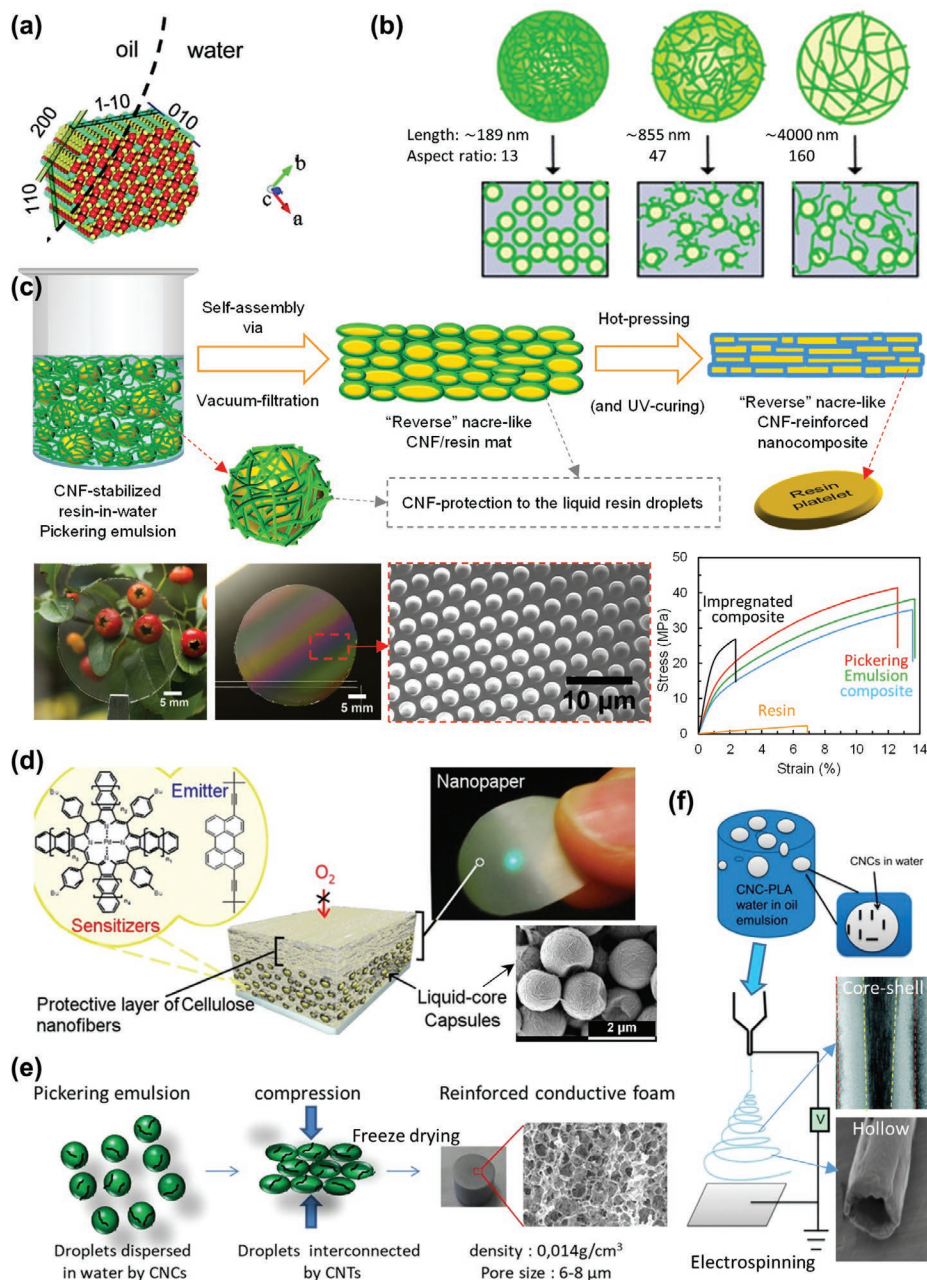 (a)
oil
water
200
1-10
010
110
b
c
a
(b)
Length: ~189 nm
Aspect ratio: 13
~855 nm
47
~4000 nm
160
(c)
Self-assembly
via
Vacuum-filtration
Hot-pressing
(and UV-curing)
"Reverse" nacre-like
CNF/resin mat
"Reverse" nacre-like
CNF-reinforced
nanocomposite
CNF-stabilized
resin-in-water
Pickering emulsion
CNF-protection to the liquid resin droplets
Resin
platelet
5 mm
5 mm
10 µm
50
40
30
20
10
0
Stress (MPa)
Impregnated
composite
Pickering
Emulsion
composite
Resin
0 2 4 6 8 10 12 14
Strain (%)
(d)
Emitter
Bu
Bu
Bu
Bu
n
n
n
n
N
N
Pd
N
N
Sensitizers
O2
Nanopaper
Protective layer of Cellulose
nanofibers
Liquid-core
Capsules
2 µm
(e)
Pickering emulsion
compression
Reinforced conductive foam
Freeze drying
Droplets dispersed
in water by CNCs
Droplets interconnected
by CNTs
density : 0,014g/cm³
Pore size : 6-8 µm
(f)
CNC-PLA
water in oil
emulsion
CNCs in water
Core-shell
V
Hollow
Electrospinning